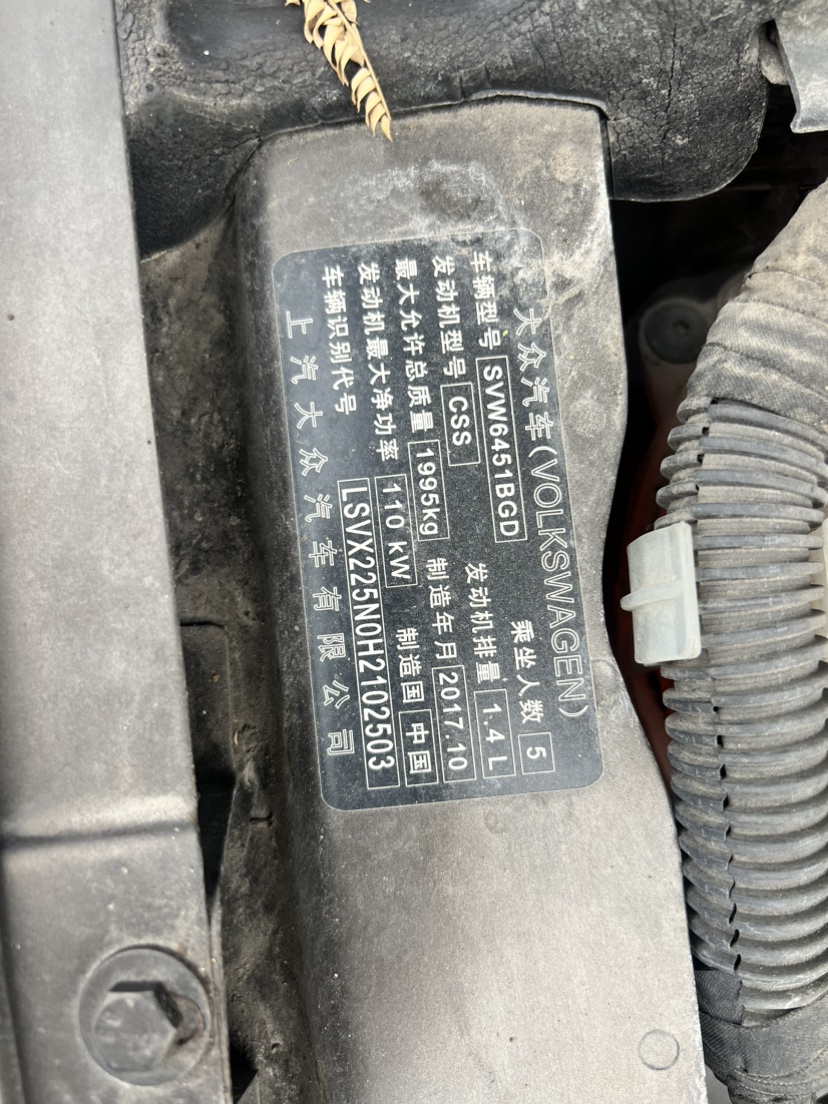 大众汽车(VOLKSWAGEN)
车辆型号 SVW6451BGD 乘坐人数 5
发动机型号 CSS 发动机排量 1.4 L
最大允许总质量 1995kg 制造年月 2017.10
发动机最大净功率 110 kW 制造国 中国
车辆识别代号 LSVX225N0H2102503
上汽大众汽车有限公司